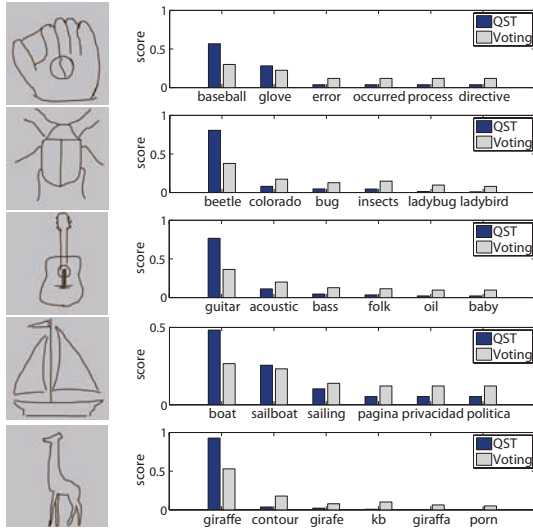 1
QST
Voting
score
0
baseball glove error occurred process directive
1
QST
Voting
score
0.5
0
beetle colorado bug insects ladybug ladybird
1
QST
Voting
score
0.5
0
guitar acoustic bass folk oil baby
0.5
QST
Voting
score
0
boat sailboat sailing pagina privacidad politica
1
QST
Voting
score
0.5
0
giraffe contour girafe kb giraffa porn